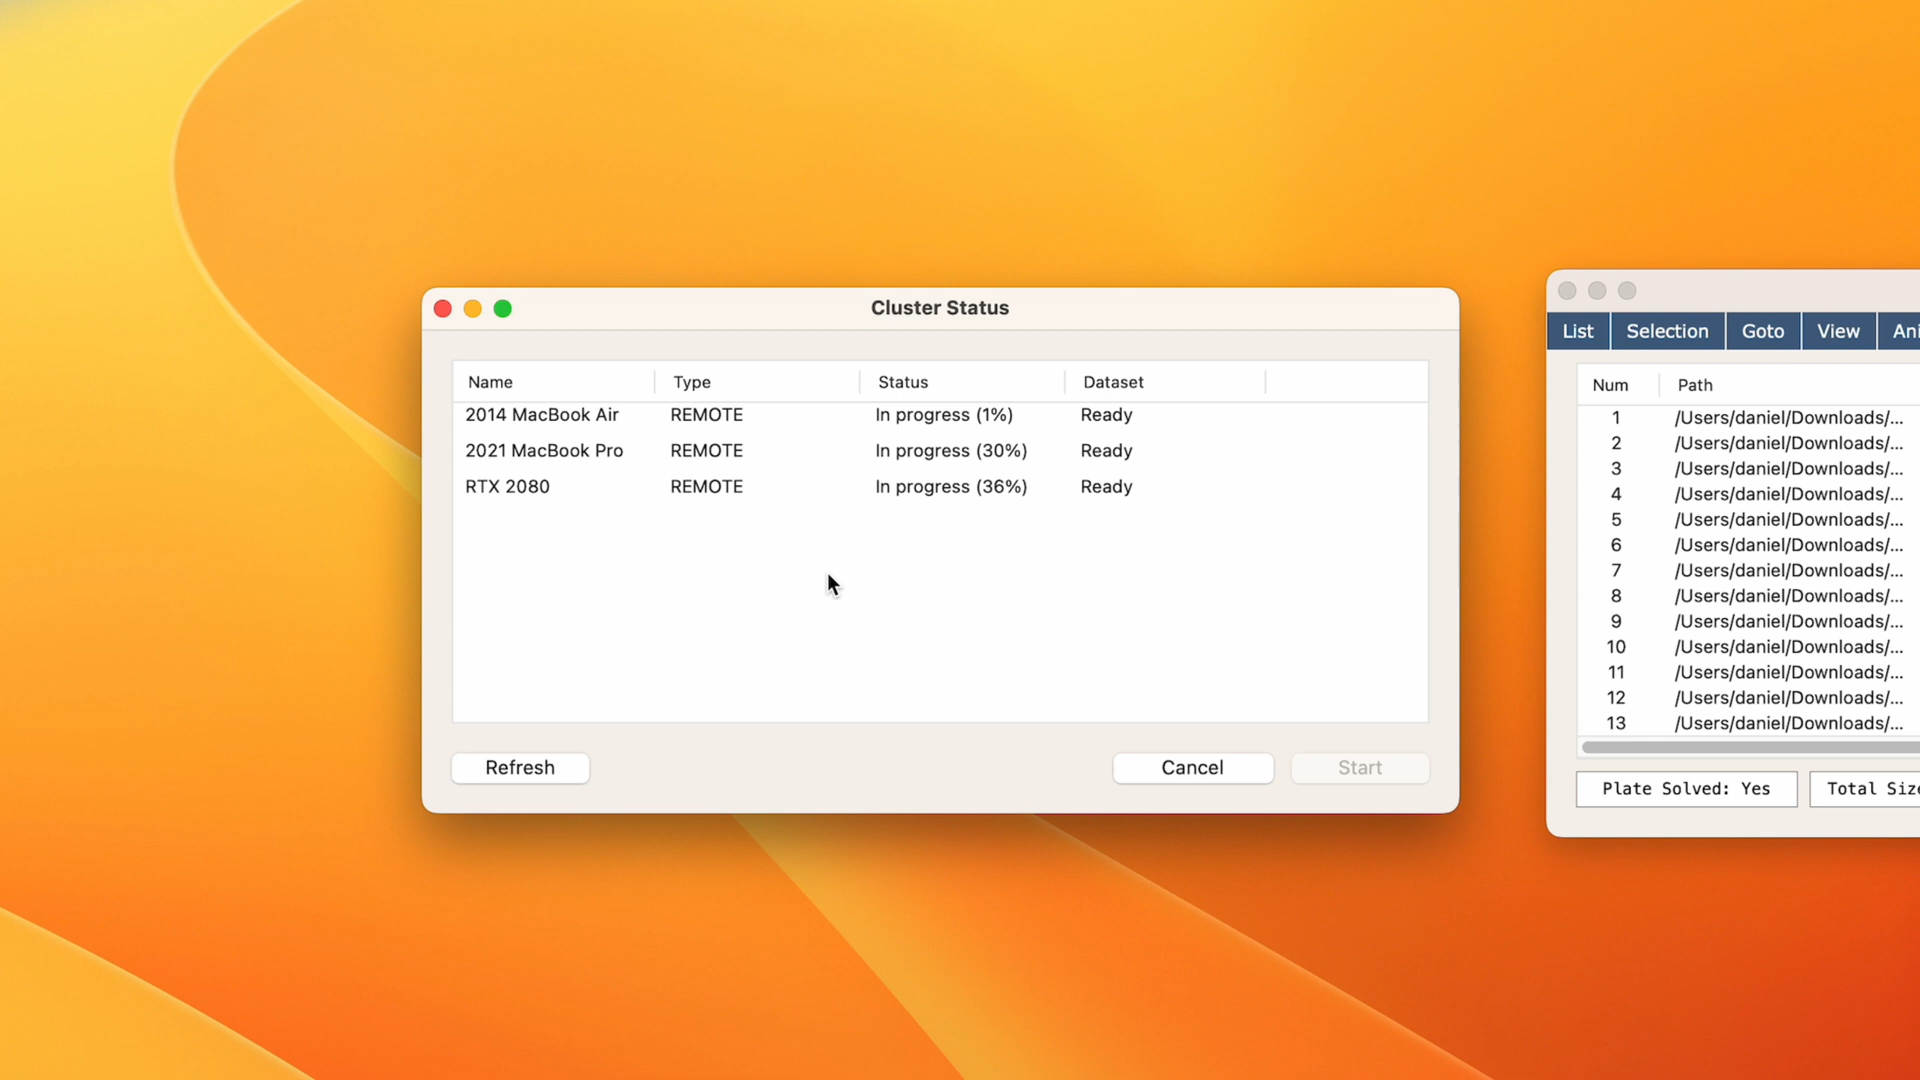 Cluster Status
Name Type Status Dataset
2014 MacBook Air REMOTE In progress (1%) Ready
2021 MacBook Pro REMOTE In progress (30%) Ready
RTX 2080 REMOTE In progress (36%) Ready
Refresh Cancel Start
List Selection Goto View Ani
Num Path
1 /Users/daniel/Downloads/...
2 /Users/daniel/Downloads/...
3 /Users/daniel/Downloads/...
4 /Users/daniel/Downloads/...
5 /Users/daniel/Downloads/...
6 /Users/daniel/Downloads/...
7 /Users/daniel/Downloads/...
8 /Users/daniel/Downloads/...
9 /Users/daniel/Downloads/...
10 /Users/daniel/Downloads/...
11 /Users/daniel/Downloads/...
12 /Users/daniel/Downloads/...
13 /Users/daniel/Downloads/...
Plate Solved: Yes Total Size